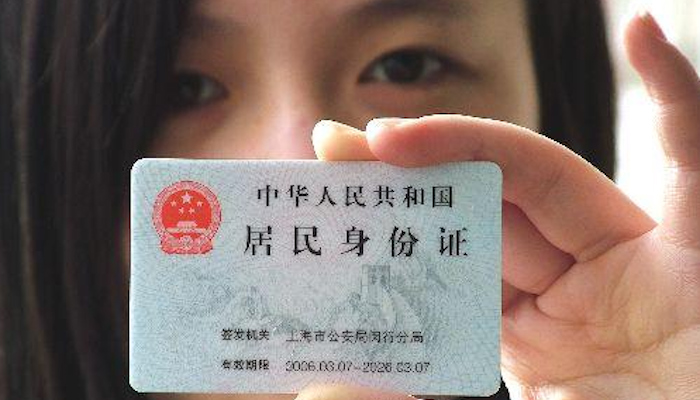 中华人民共和国
居民身份证
签发机关 上海市公安局闵行分局
有效期限 2006.03.07-2026.03.07